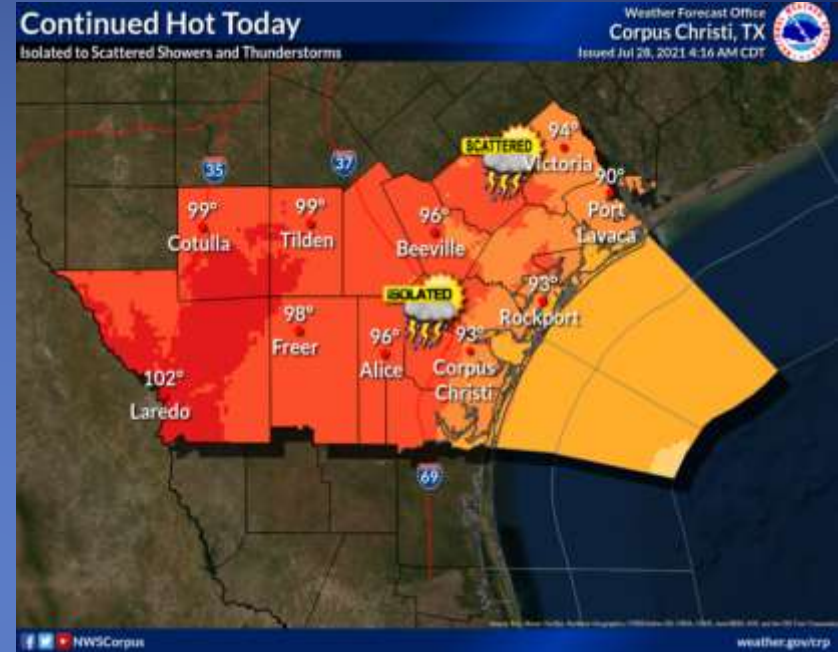 Continued Hot Today
Isolated to Scattered Showers and Thunderstorms
Weather Forecast Office
Corpus Christi, TX
Issued Jul 28, 2021 4:16 AM CDT
35
37
SCATTERED
94°
Victoria
90°
Port
Lavaca
99°
Cotulla
99°
Tilden
96°
Beeville
ISOLATED
93°
Rockport
98°
Freer
96°
Alice
93°
Corpus
Christi
102°
Laredo
69
NWSCorpus
weather.gov/crp